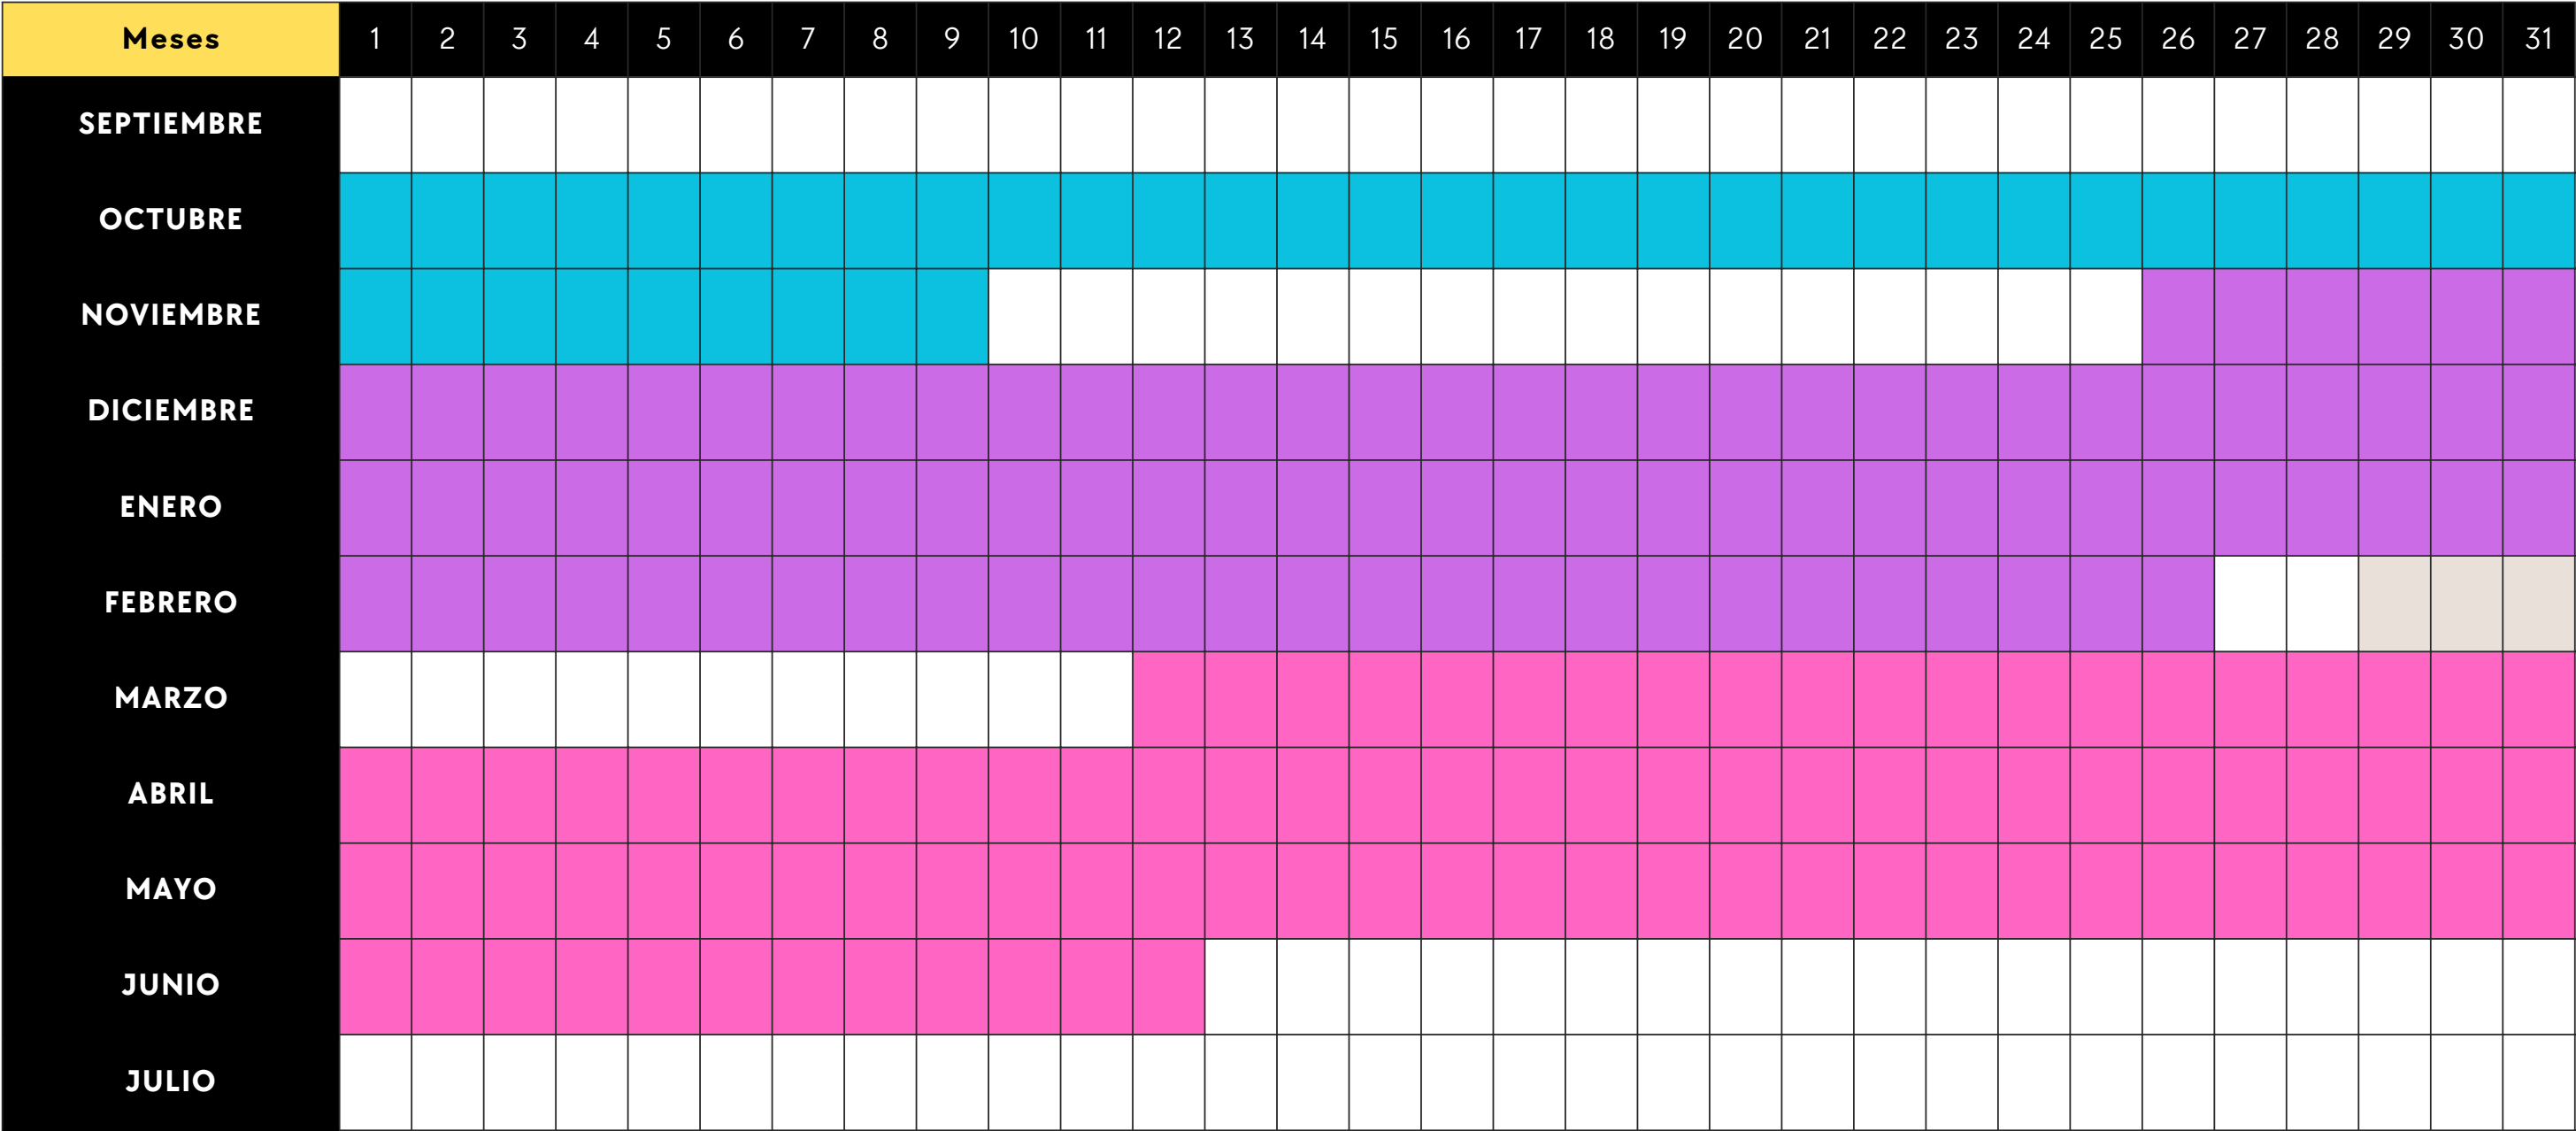 Meses 1 2 3 4 5 6 7 8 9 10 11 12 13 14 15 16 17 18 19 20 21 22 23 24 25 26 27 28 29 30 31
SEPTIEMBRE
OCTUBRE
NOVIEMBRE
DICIEMBRE
ENERO
FEBRERO
MARZO
ABRIL
MAYO
JUNIO
JULIO